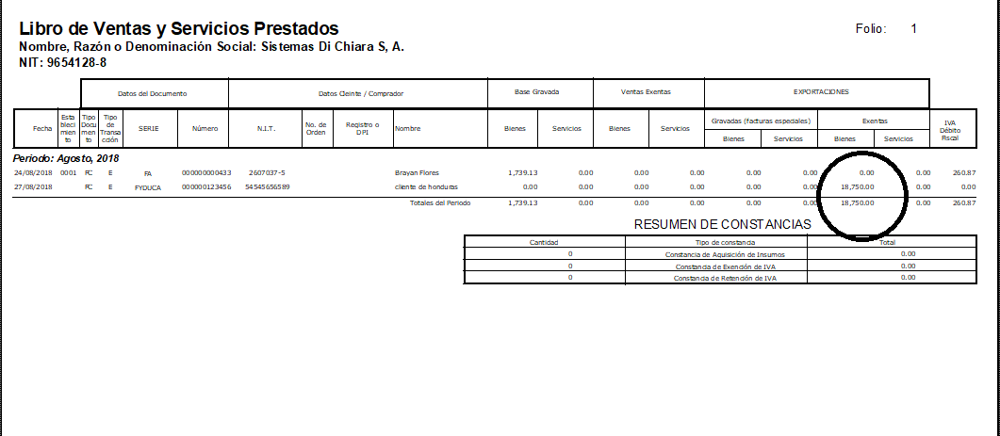 Libro de Ventas y Servicios Prestados
Folio: 1
Nombre, Razón o Denominación Social: Sistemas Di Chiara S, A.
NIT: 9654128-8
Datos del Documento Datos Cleinte / Comprador Base Gravada Ventas Exentas EXPORTACIONES
Fecha Esta bleci mien to Tipo Docu men to Tipo de Transa cción SERIE Número N.I.T. No. de Orden Registro o DPI Nombre Bienes Servicios Bienes Servicios Gravadas (facturas especiales) Bienes Servicios Exentas Bienes Servicios IVA Débito Fiscal
Periodo: Agosto, 2018
24/08/2018 0001 FC E FA 000000000433 2607037-5 Brayan Flores 1,739.13 0.00 0.00 0.00 0.00 0.00 0.00 0.00 260.87
27/08/2018 FC E FYDUCA 000000123456 54545656589 cliente de honduras 0.00 0.00 0.00 0.00 0.00 0.00 18,750.00 0.00 0.00
Totales del Periodo 1,739.13 0.00 0.00 0.00 0.00 0.00 18,750.00 0.00 260.87
RESUMEN DE CONSTANCIAS
Cantidad Tipo de constancia Total
0 Constancia de Aquisición de Insumos 0.00
0 Constancia de Exención de IVA 0.00
0 Constancia de Retención de IVA 0.00